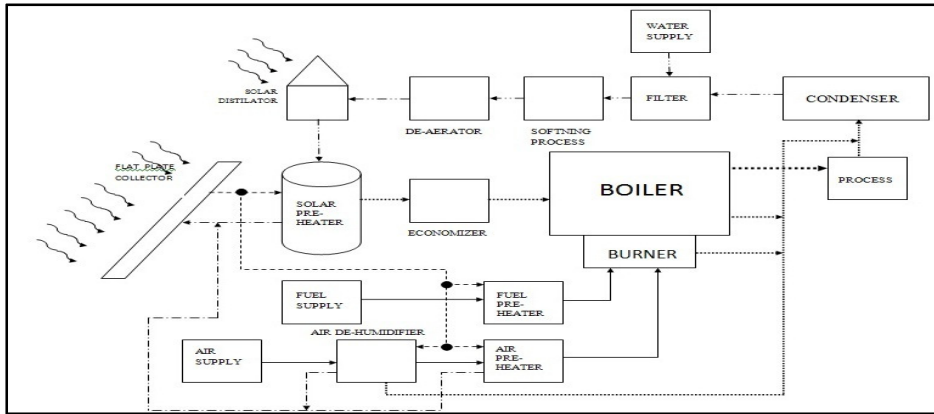 WATER
SUPPLY
SOLAR
DISTILATOR
FILTER
CONDENSER
DE-AERATOR
SOFTNING
PROCESS
FLAT PLATE
COLLECTOR
SOLAR
PRE-
HEATER
ECONOMIZER
BOILER
PROCESS
BURNER
FUEL
SUPPLY
FUEL
PRE-
HEATER
AIR DE-HUMIDIFIER
AIR
SUPPLY
AIR
PRE-
HEATER